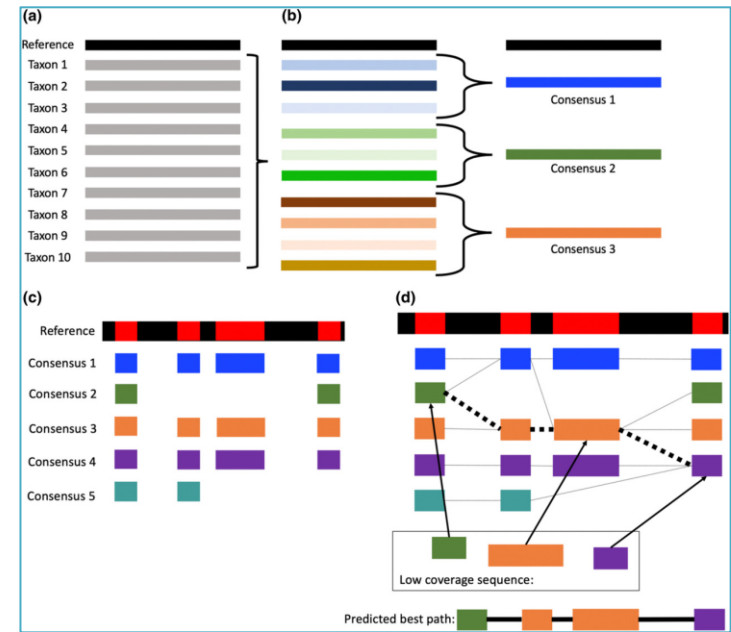 (a)
Reference
Taxon 1
Taxon 2
Taxon 3
Taxon 4
Taxon 5
Taxon 6
Taxon 7
Taxon 8
Taxon 9
Taxon 10
(b)
Consensus 1
Consensus 2
Consensus 3
(c)
Reference
Consensus 1
Consensus 2
Consensus 3
Consensus 4
Consensus 5
(d)
Low coverage sequence:
Predicted best path: